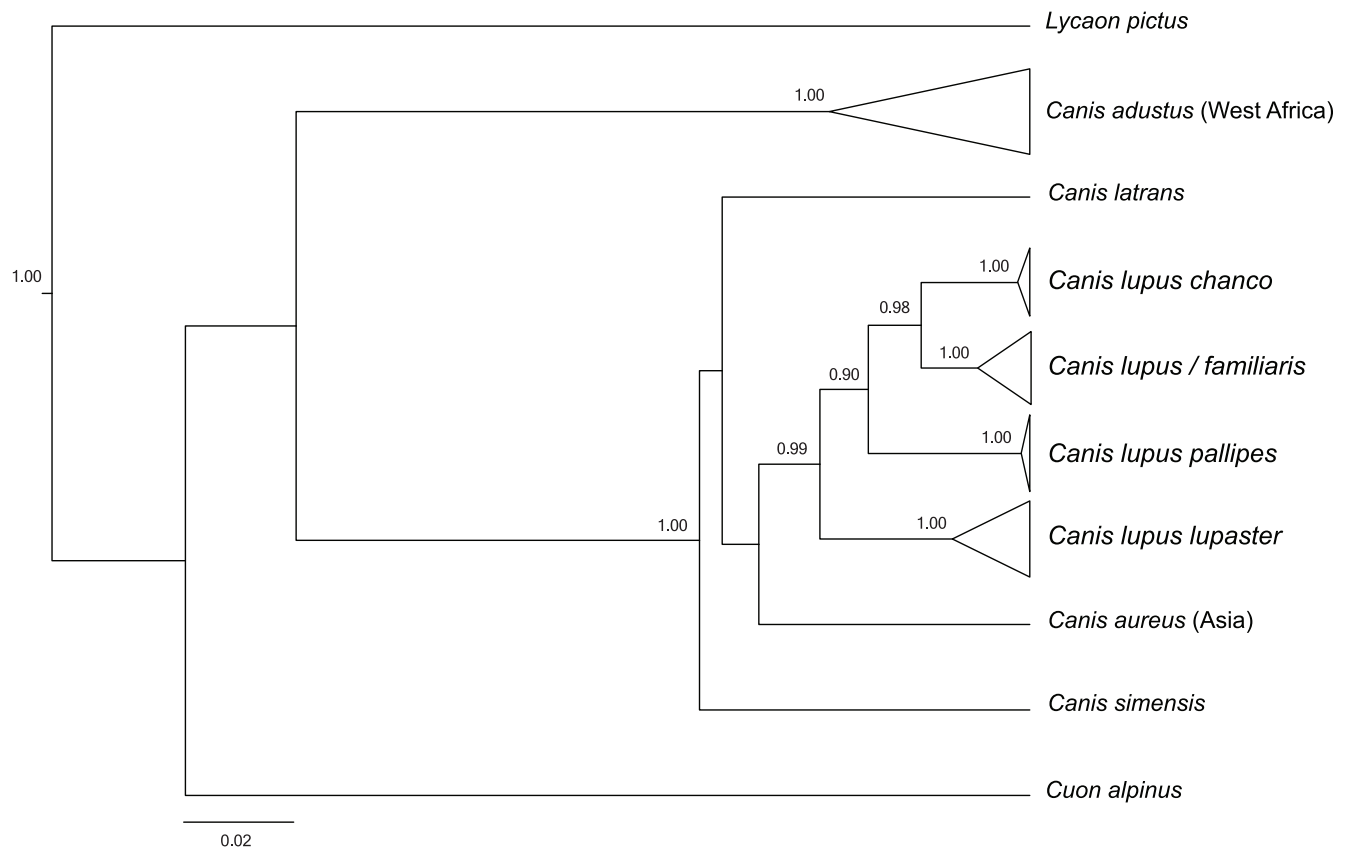 Lycaon pictus
1.00
Canis adustus (West Africa)
Canis latrans
1.00
1.00
Canis lupus chanco
0.98
1.00
Canis lupus / familiaris
0.90
1.00
Canis lupus pallipes
0.99
1.00
1.00
Canis lupus lupaster
Canis aureus (Asia)
Canis simensis
Cuon alpinus
0.02